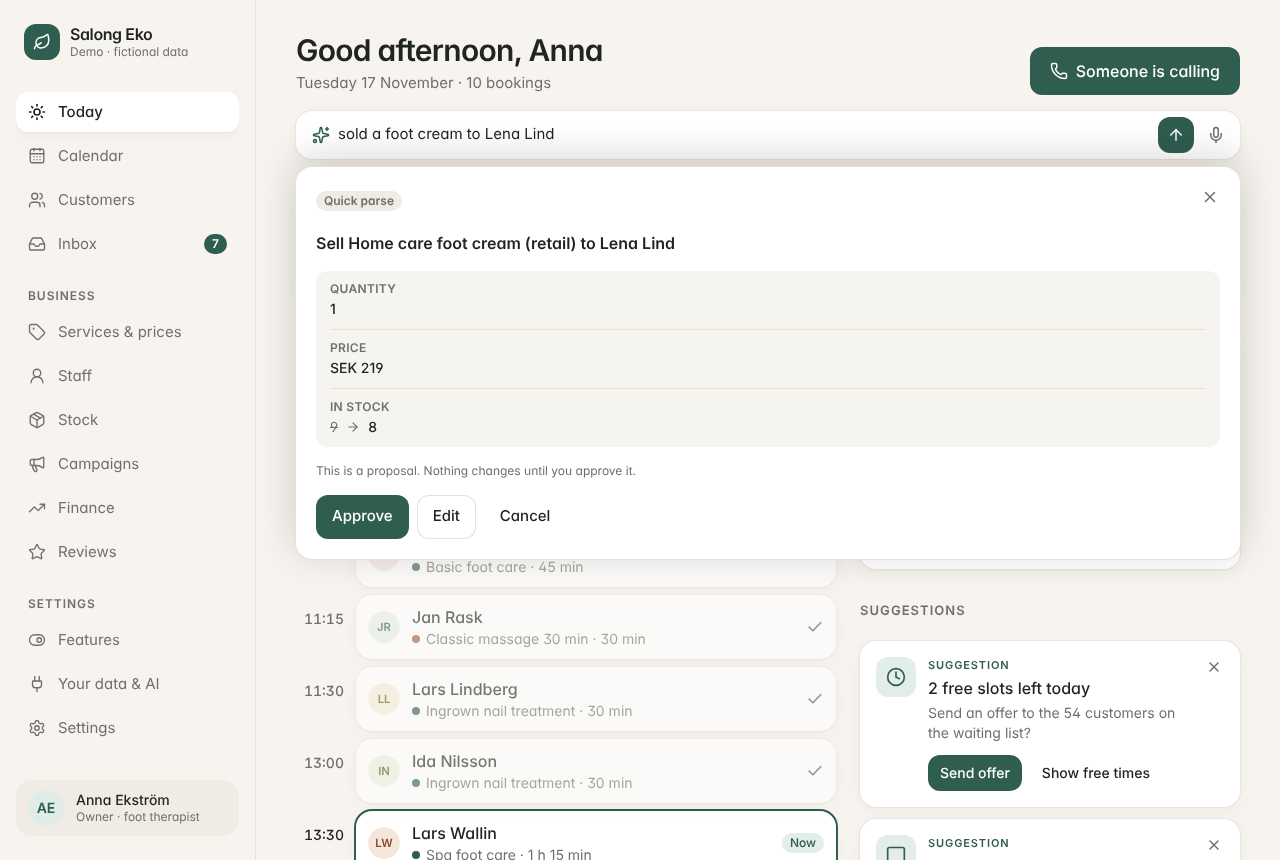 Salong Eko
Demo · fictional data
Today
Calendar
Customers
Inbox
7
BUSINESS
Services & prices
Staff
Stock
Campaigns
Finance
Reviews
SETTINGS
Features
Your data & AI
Settings
AE
Anna Ekström
Owner · foot therapist
Good afternoon, Anna
Tuesday 17 November · 10 bookings
Someone is calling
sold a foot cream to Lena Lind
Quick parse
Sell Home care foot cream (retail) to Lena Lind
QUANTITY
1
PRICE
SEK 219
IN STOCK
9 → 8
This is a proposal. Nothing changes until you approve it.
Approve
Edit
Cancel
Basic foot care · 45 min
11:15
JR
Jan Rask
Classic massage 30 min · 30 min
11:30
LL
Lars Lindberg
Ingrown nail treatment · 30 min
13:00
IN
Ida Nilsson
Ingrown nail treatment · 30 min
13:30
LW
Lars Wallin
Spa foot care · 1 h 15 min
Now
SUGGESTIONS
SUGGESTION
2 free slots left today
Send an offer to the 54 customers on
the waiting list?
Send offer
Show free times
SUGGESTION